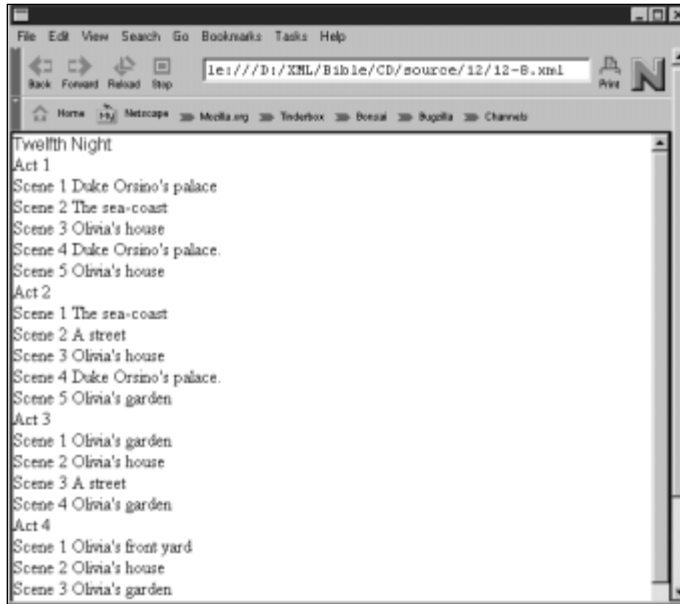 File Edit View Search Go Bookmarks Tasks Help
Back Forward Reload Stop
le:///D:/XML/Bible/CD/source/12/12-8.xml
Print
N
Home My Netscape Mozilla.org Tinderbox Bonsai Bugzilla Channels
Twelfth Night
Act 1
Scene 1 Duke Orsino's palace
Scene 2 The sea-coast
Scene 3 Olivia's house
Scene 4 Duke Orsino's palace.
Scene 5 Olivia's house
Act 2
Scene 1 The sea-coast
Scene 2 A street
Scene 3 Olivia's house
Scene 4 Duke Orsino's palace.
Scene 5 Olivia's garden
Act 3
Scene 1 Olivia's garden
Scene 2 Olivia's house
Scene 3 A street
Scene 4 Olivia's garden
Act 4
Scene 1 Olivia's front yard
Scene 2 Olivia's house
Scene 3 Olivia's garden